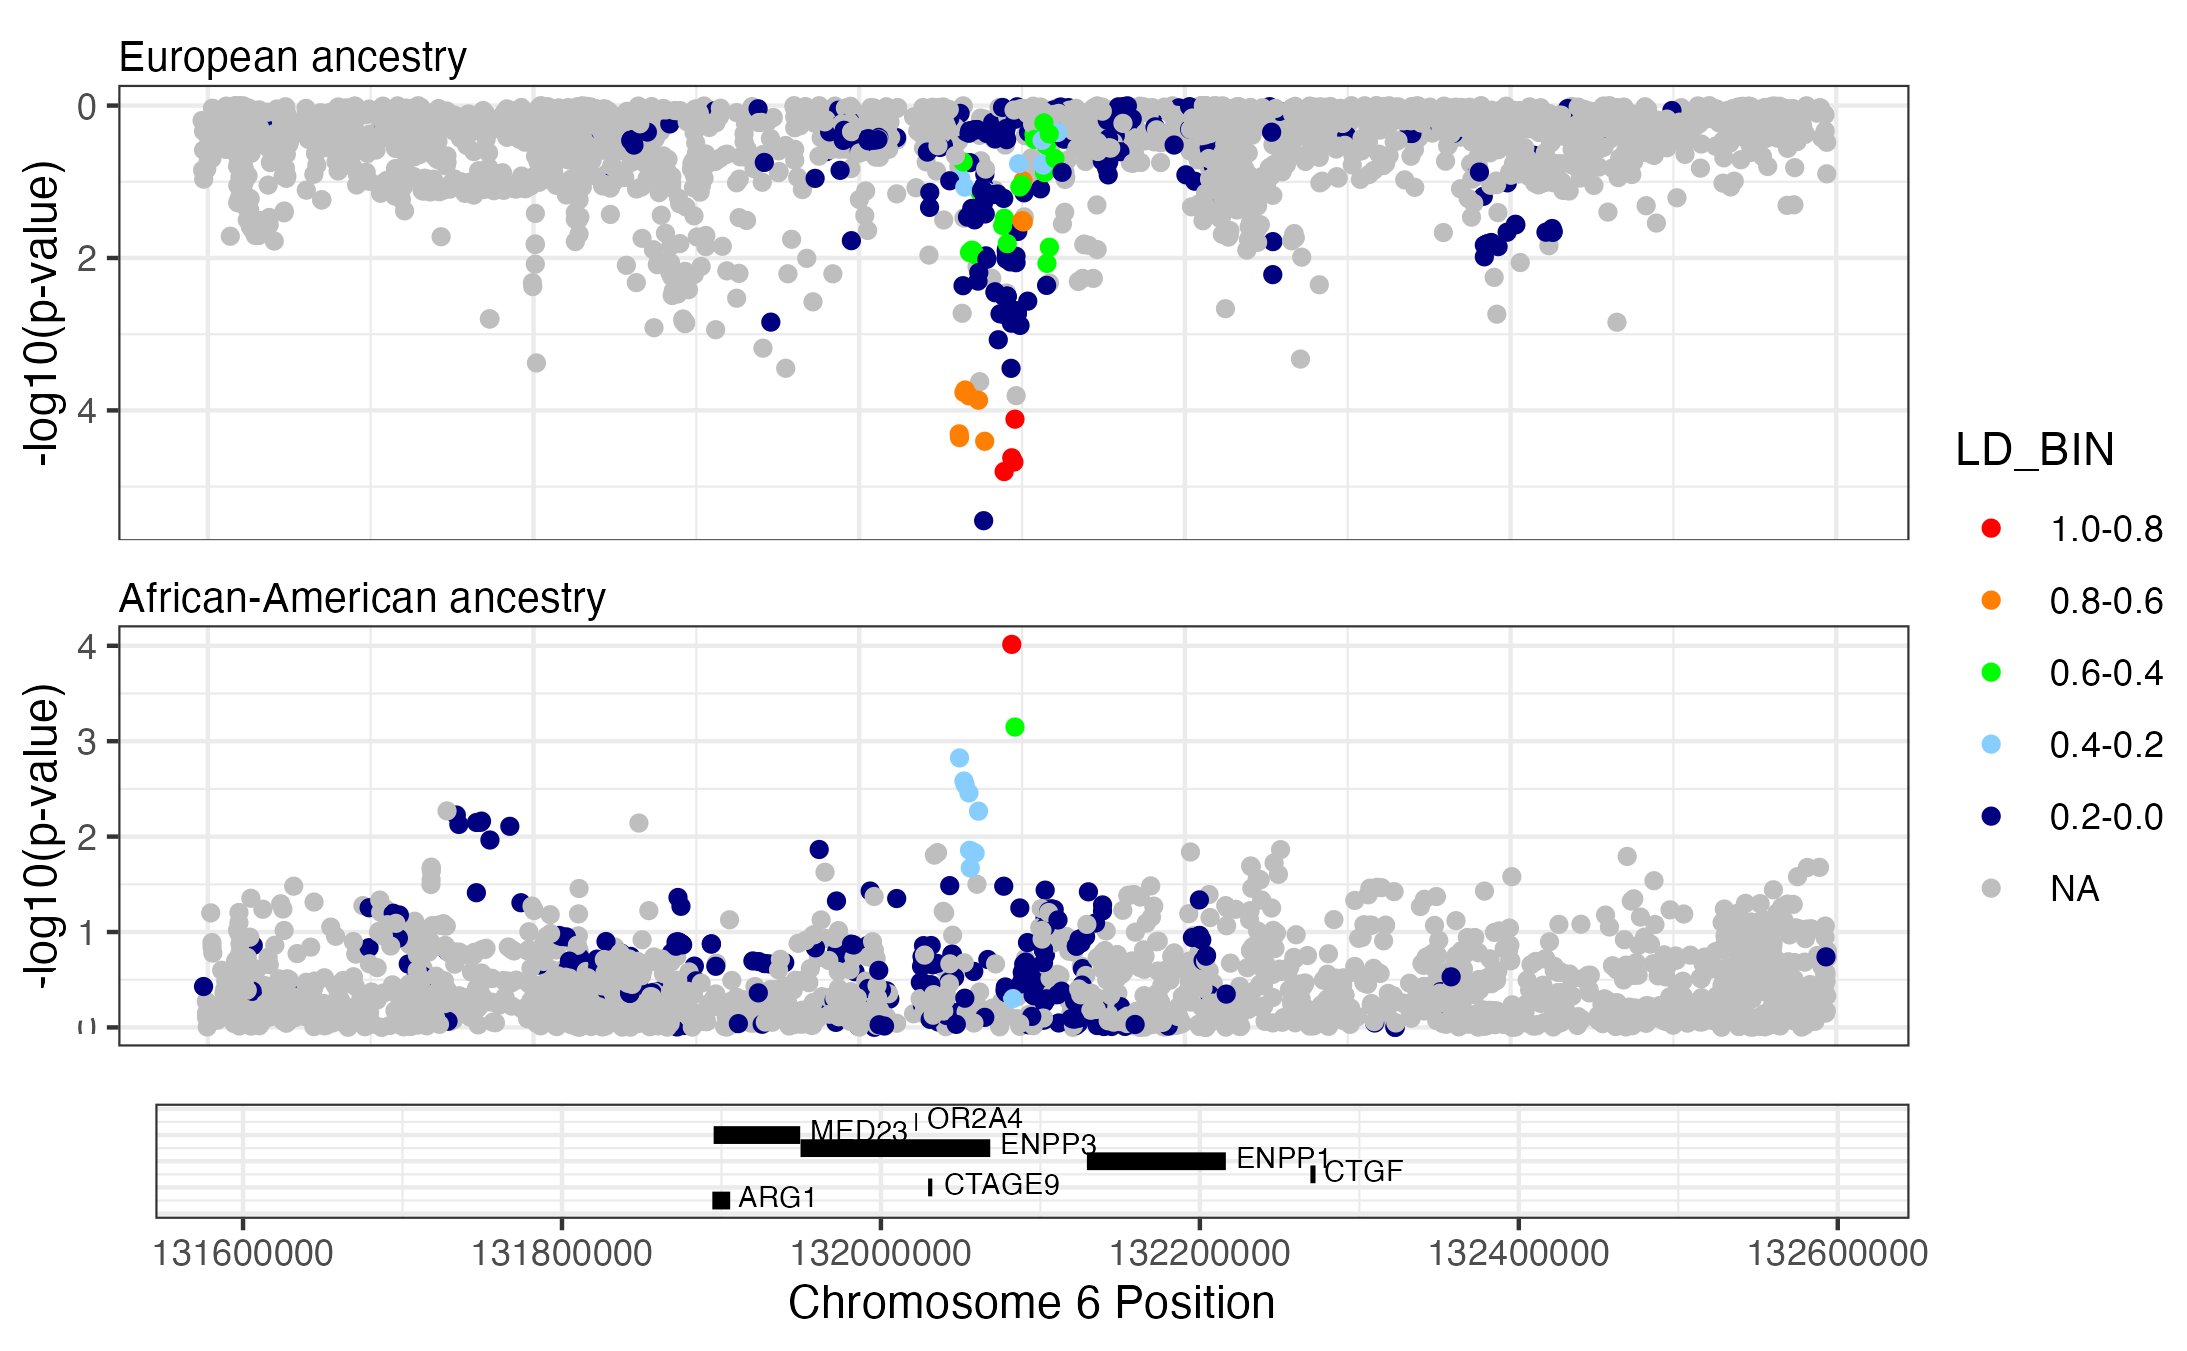 European ancestry
0
2
4
-log10(p-value)
African-American ancestry
4
3
2
1
0
-log10(p-value)
LD_BIN
1.0-0.8
0.8-0.6
0.6-0.4
0.4-0.2
0.2-0.0
NA
OR2A4
MED23
ENPP3
ENPP1
CTGF
CTAGE9
ARG1
131600000 131800000 132000000 132200000 132400000 132600000
Chromosome 6 Position